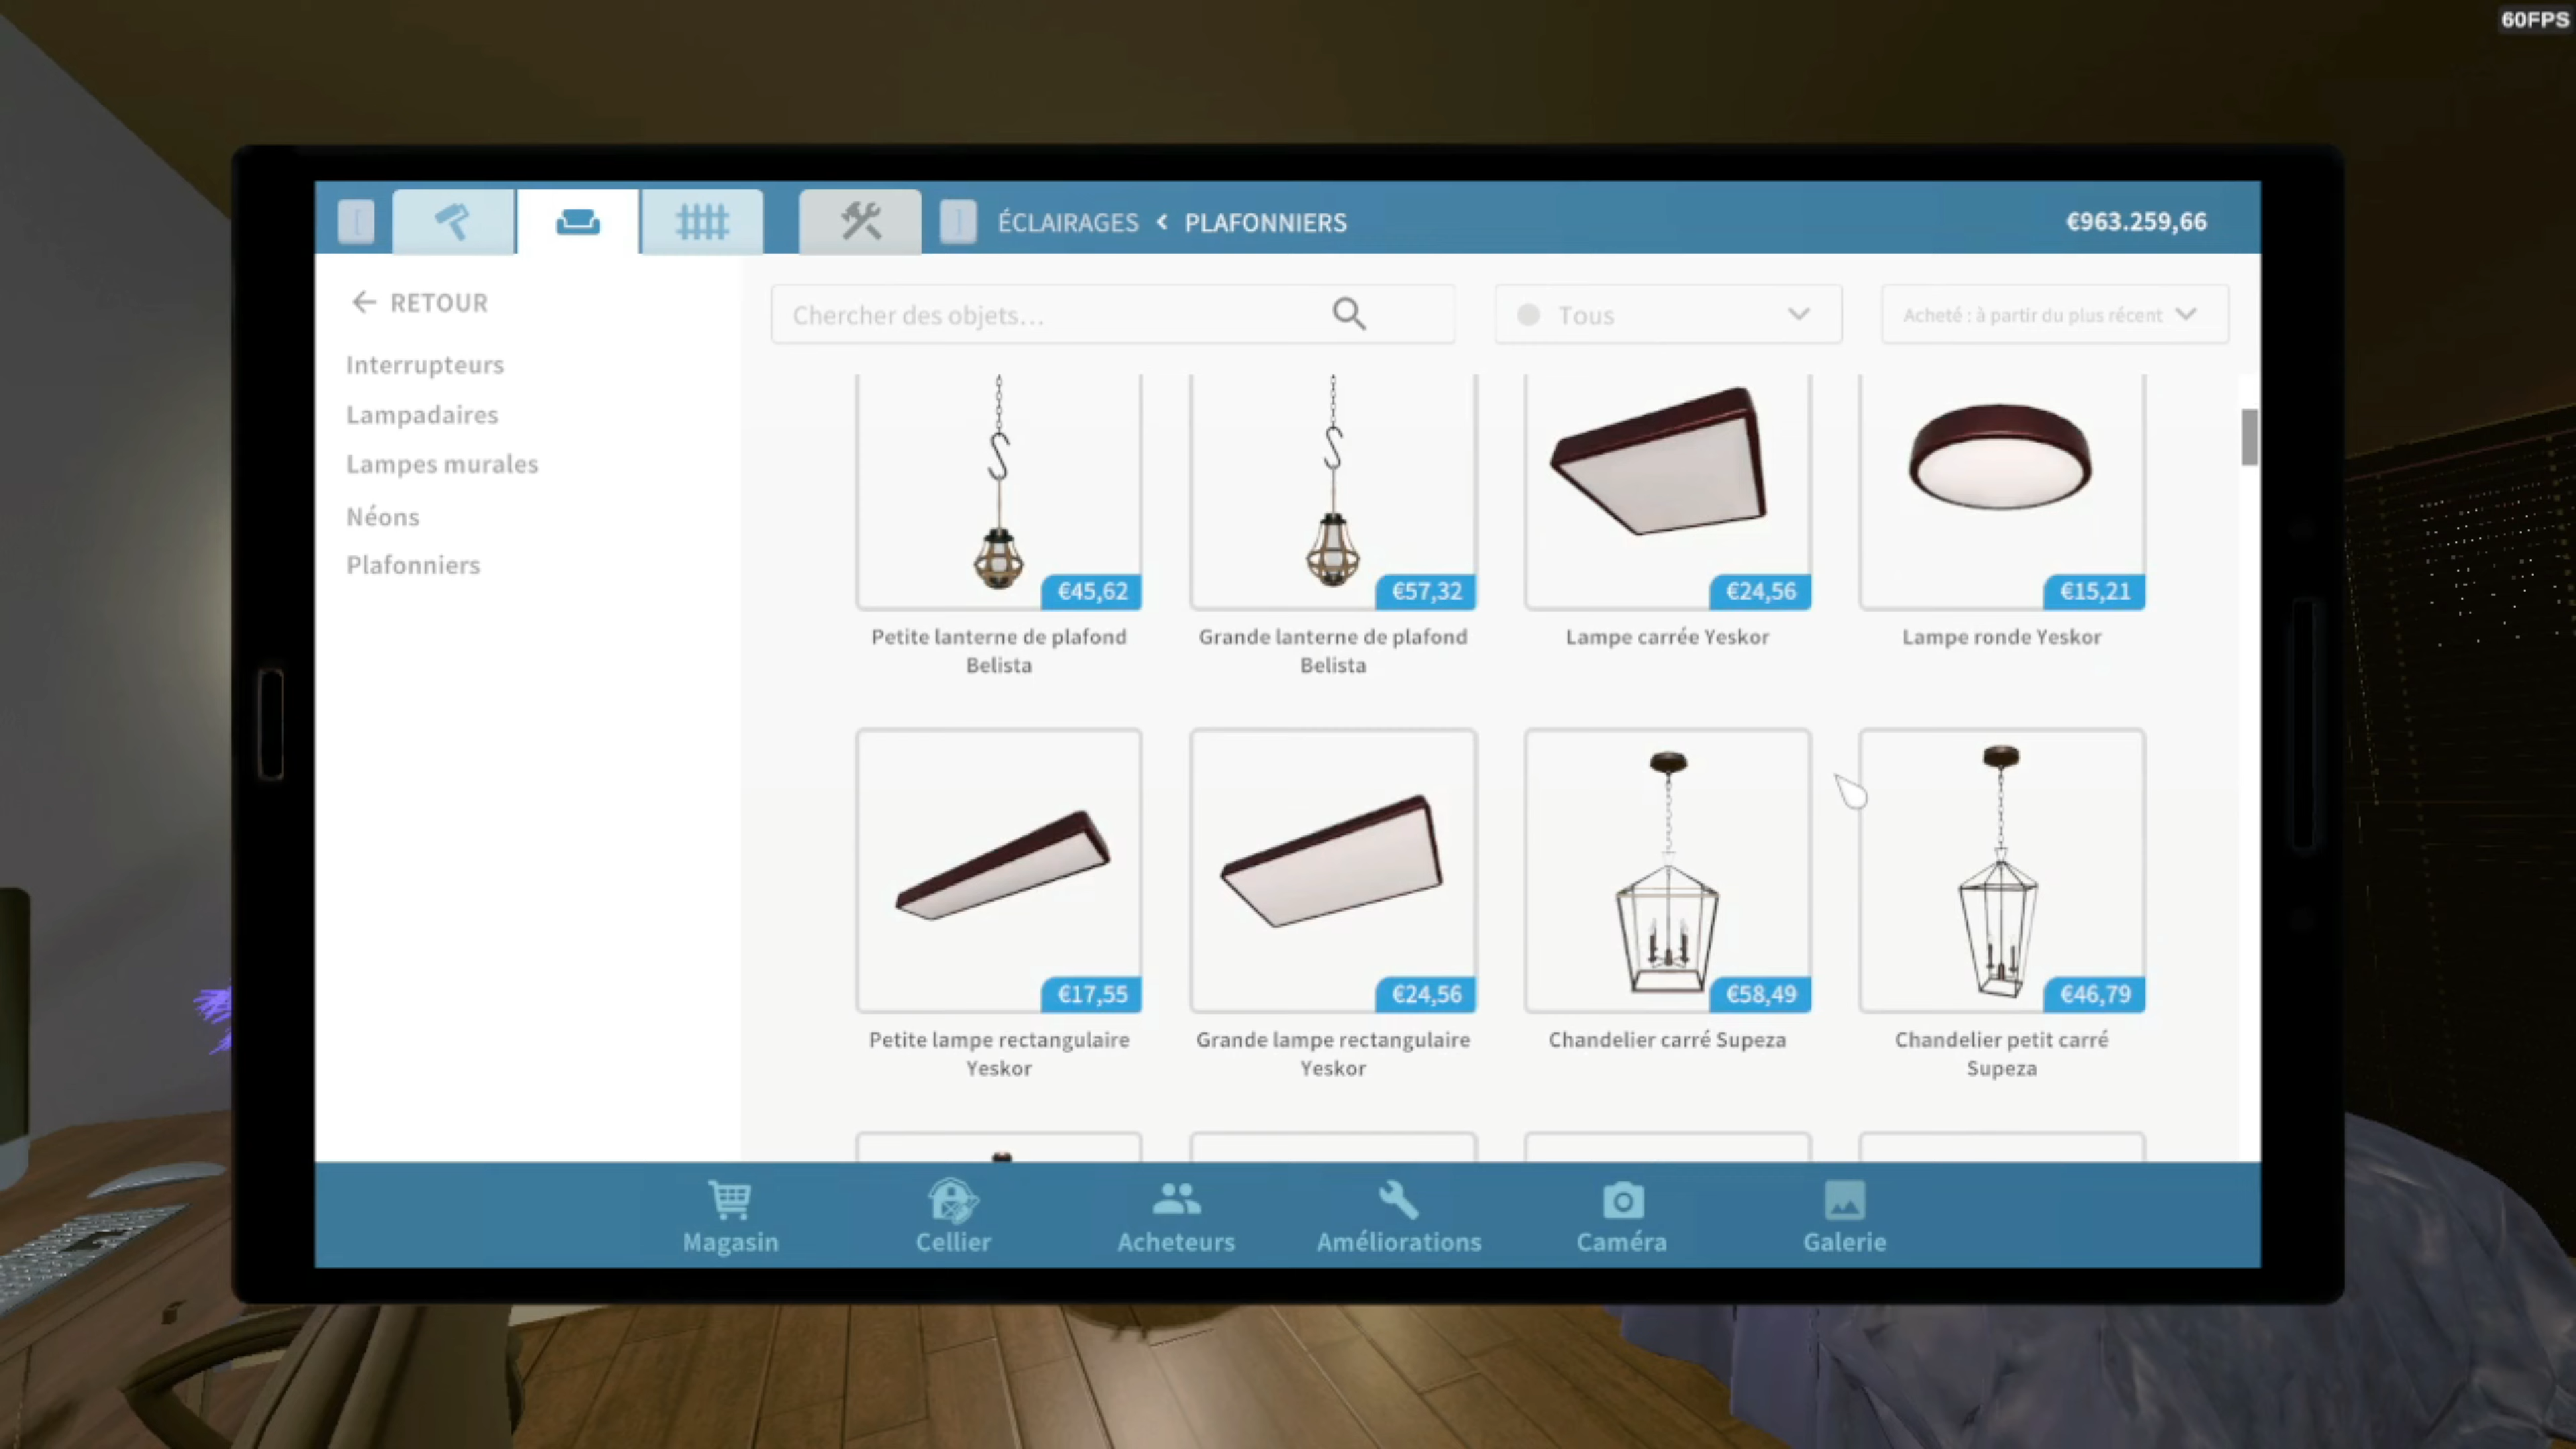 60FPS
[
]
ÉCLAIRAGES < PLAFONNIERS
€963.259,66
← RETOUR
Interrupteurs
Lampadaires
Lampes murales
Néons
Plafonniers
Chercher des objets...
Tous
Acheté : à partir du plus récent
€45,62
€57,32
€24,56
€15,21
Petite lanterne de plafond
Belista
Grande lanterne de plafond
Belista
Lampe carrée Yeskor
Lampe ronde Yeskor
€17,55
€24,56
€58,49
€46,79
Petite lampe rectangulaire
Yeskor
Grande lampe rectangulaire
Yeskor
Chandelier carré Supeza
Chandelier petit carré
Supeza
Magasin
Cellier
Acheteurs
Améliorations
Caméra
Galerie